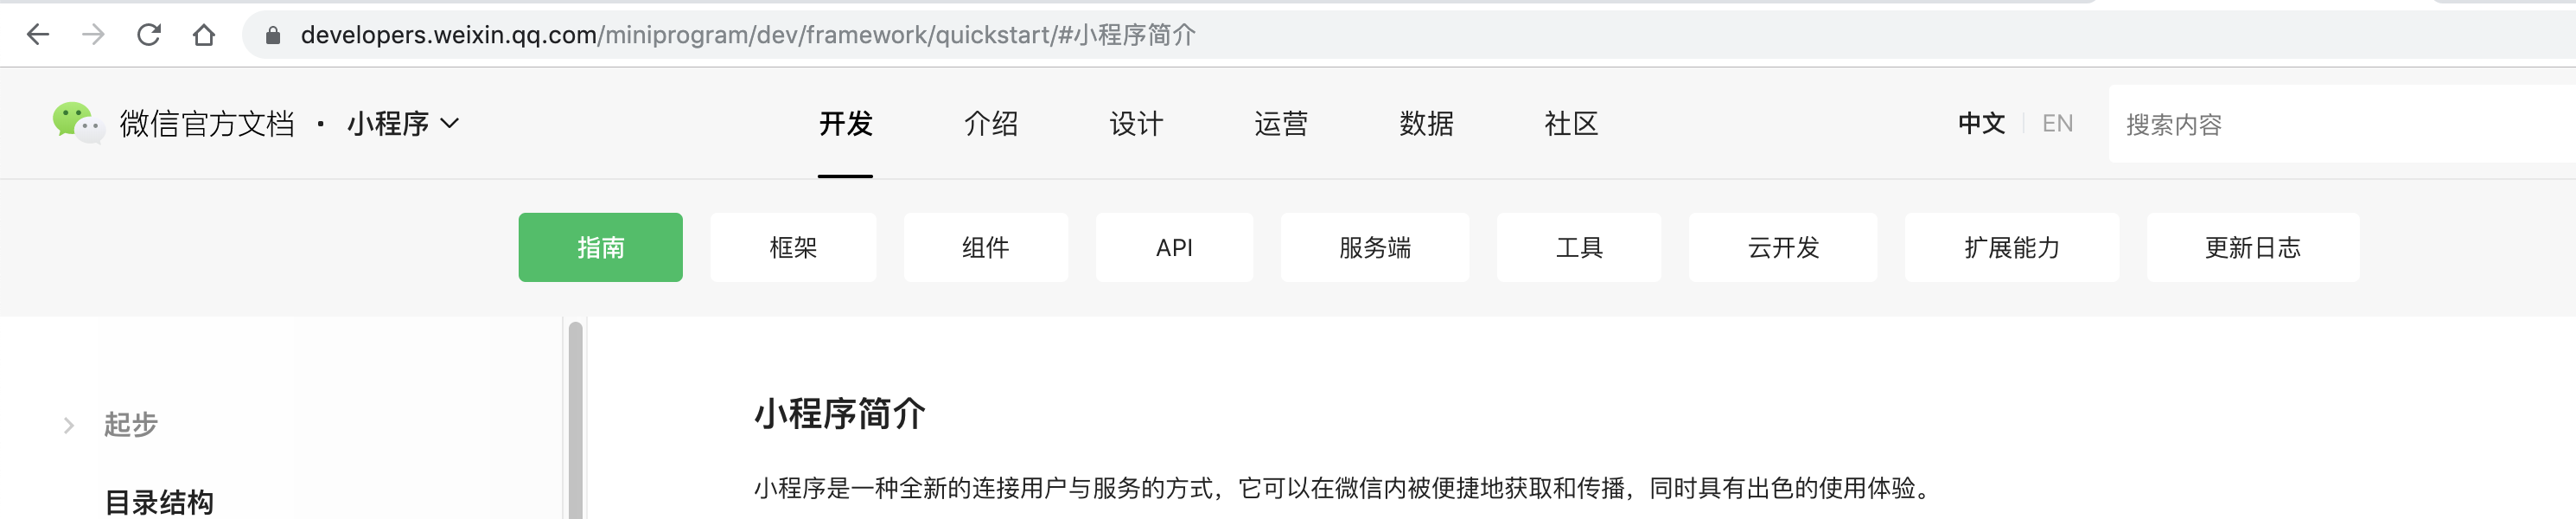 developers.weixin.qq.com/miniprogram/dev/framework/quickstart/#小程序简介
微信官方文档 · 小程序 开发 介绍 设计 运营 数据 社区 中文 EN 搜索内容
指南 框架 组件 API 服务端 工具 云开发 扩展能力 更新日志
起步
目录结构
小程序简介
小程序是一种全新的连接用户与服务的方式，它可以在微信内被便捷地获取和传播，同时具有出色的使用体验。